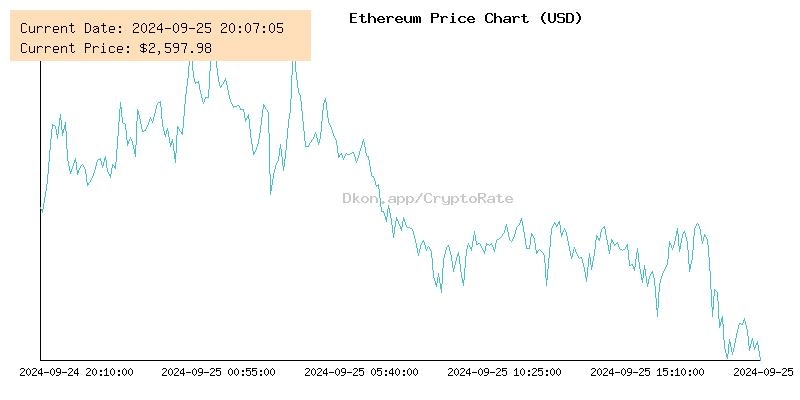 Ethereum Price Chart (USD)
Current Date: 2024-09-25 20:07:05
Current Price: $2,597.98
Dkon.app/CryptoRate
2024-09-24 20:10:00 2024-09-25 00:55:00 2024-09-25 05:40:00 2024-09-25 10:25:00 2024-09-25 15:10:00 2024-09-25